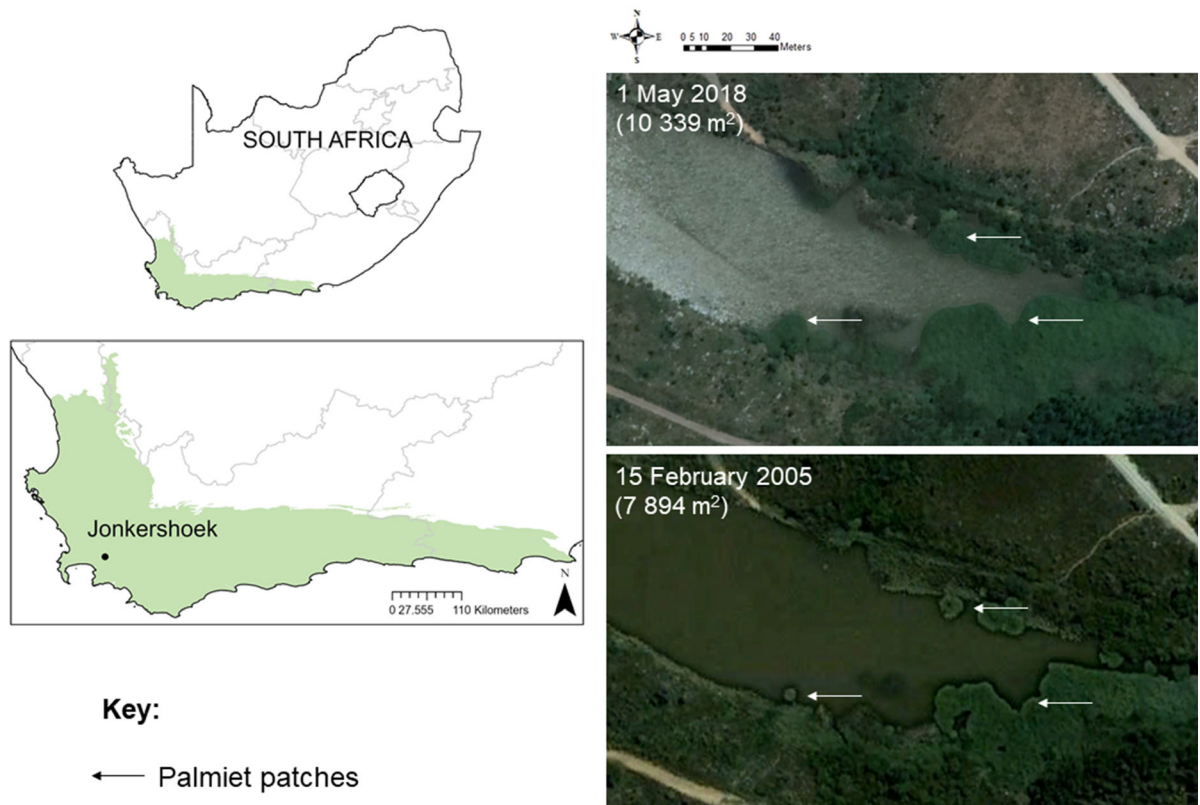 SOUTH AFRICA
Jonkershoek
0 27.555 110 Kilometers
N
Key:
Palmiet patches
N
W E
S
0 5 10 20 30 40
Meters
1 May 2018
(10 339 m²)
15 February 2005
(7 894 m²)